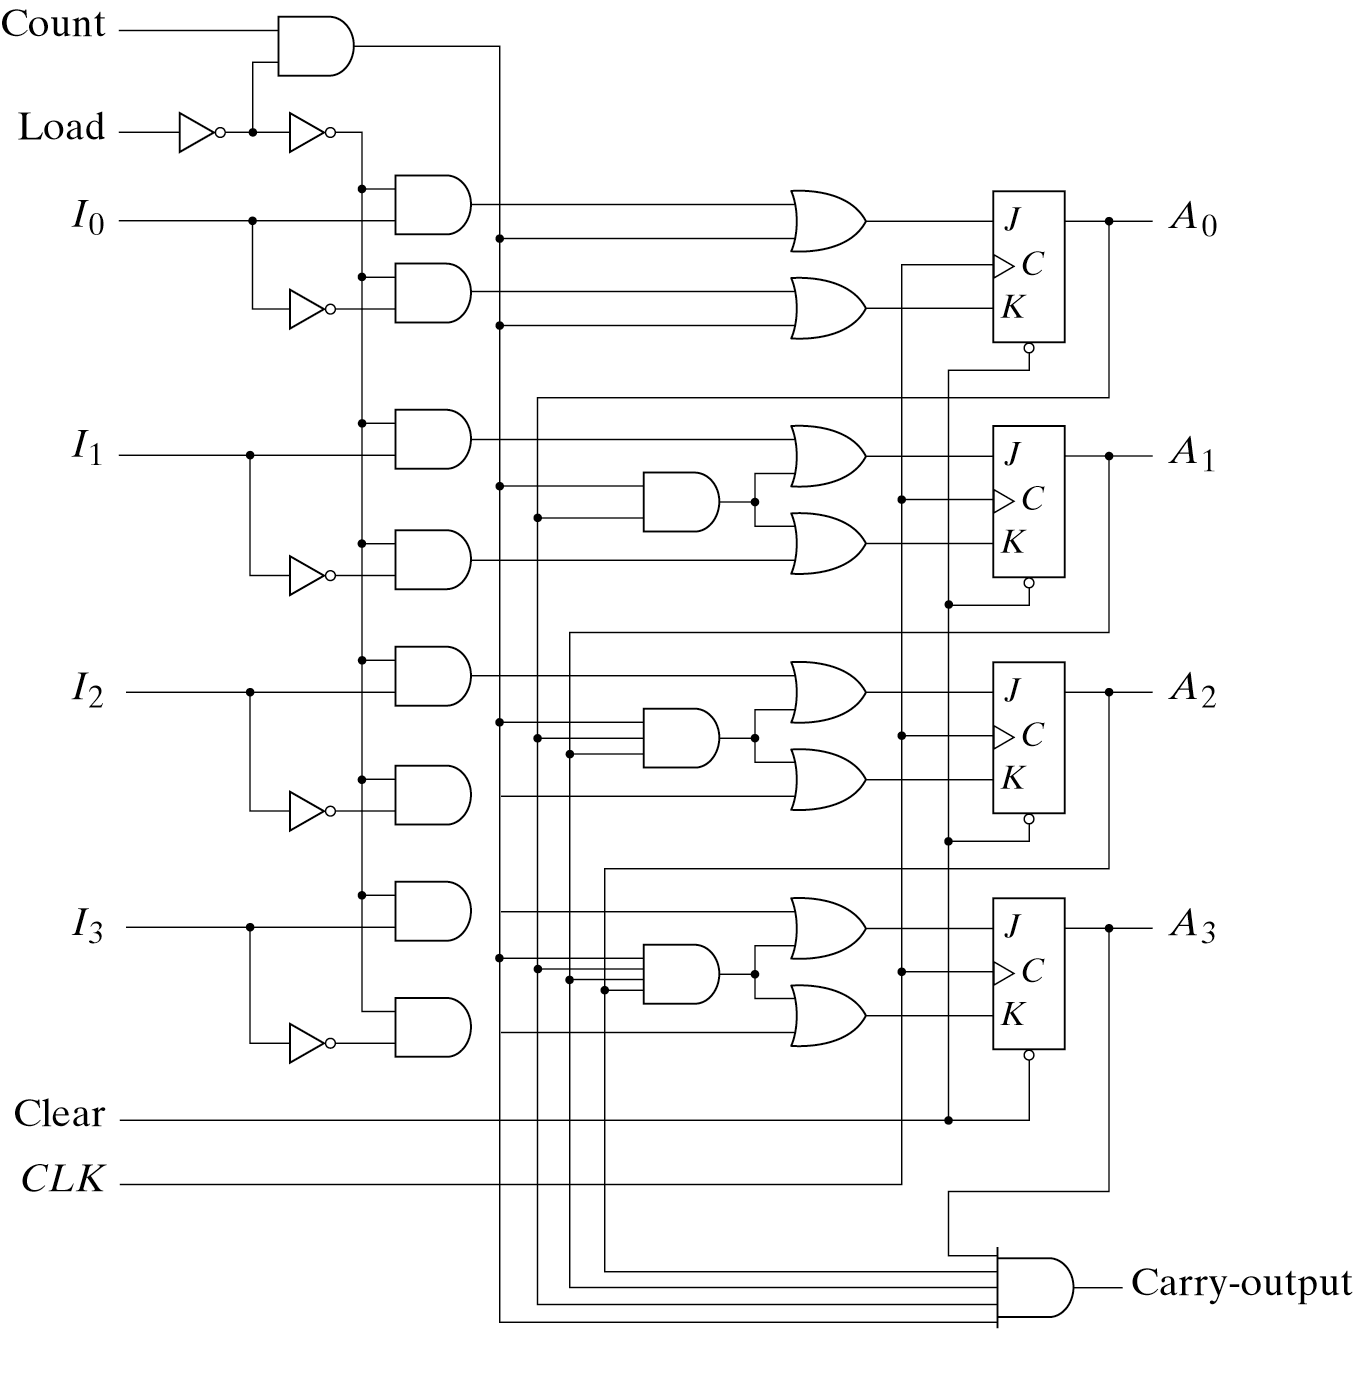 Count
Load
I0 J A0
C
K
I1 J A1
C
K
I2 J A2
C
K
I3 J A3
C
K
Clear
CLK
Carry-output